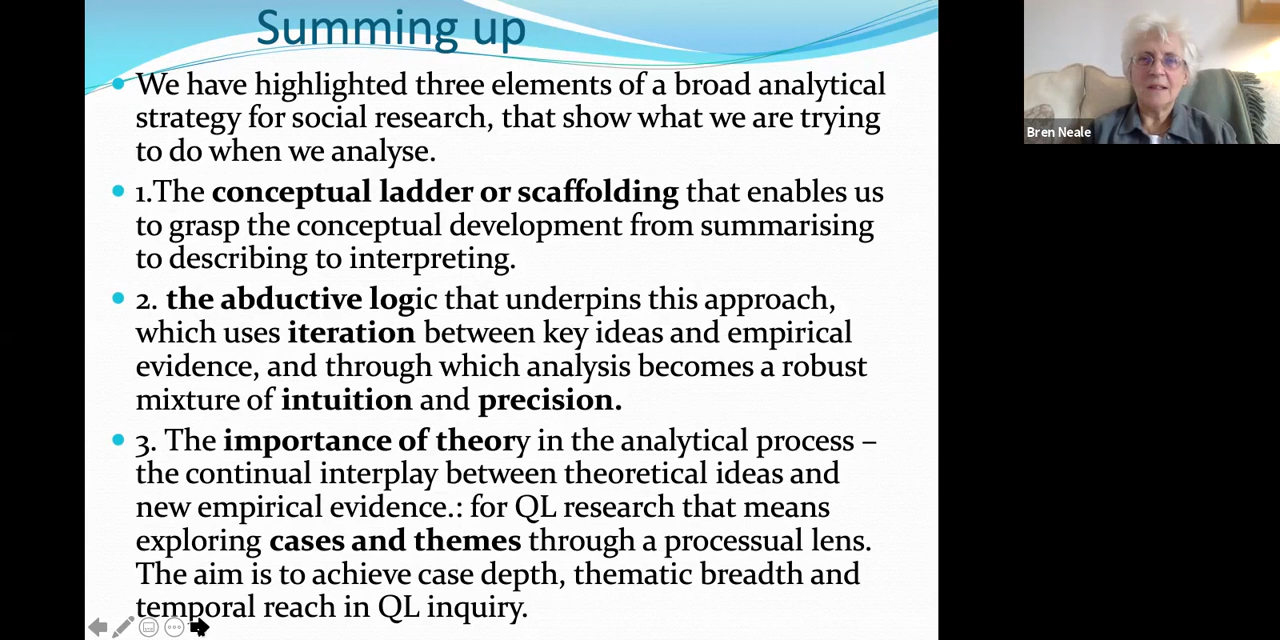 Summing up
• We have highlighted three elements of a broad analytical
strategy for social research, that show what we are trying
to do when we analyse.
• 1.The conceptual ladder or scaffolding that enables us
to grasp the conceptual development from summarising
to describing to interpreting.
• 2. the abductive logic that underpins this approach,
which uses iteration between key ideas and empirical
evidence, and through which analysis becomes a robust
mixture of intuition and precision.
• 3. The importance of theory in the analytical process –
the continual interplay between theoretical ideas and
new empirical evidence.: for QL research that means
exploring cases and themes through a processual lens.
The aim is to achieve case depth, thematic breadth and
temporal reach in QL inquiry.
Bren Neale